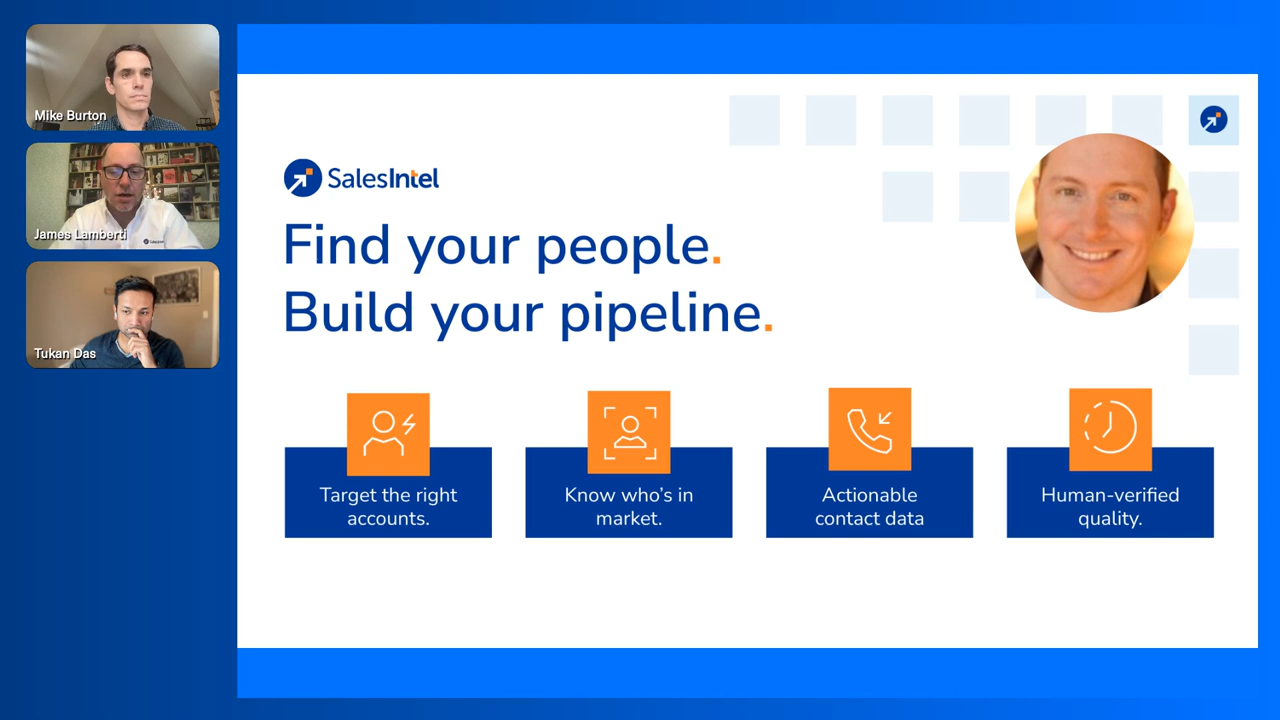 Mike Burton
James Lamberti
Tukan Das
SalesIntel
Find your people.
Build your pipeline.
Target the right
accounts.
Know who's in
market.
Actionable
contact data
Human-verified
quality.